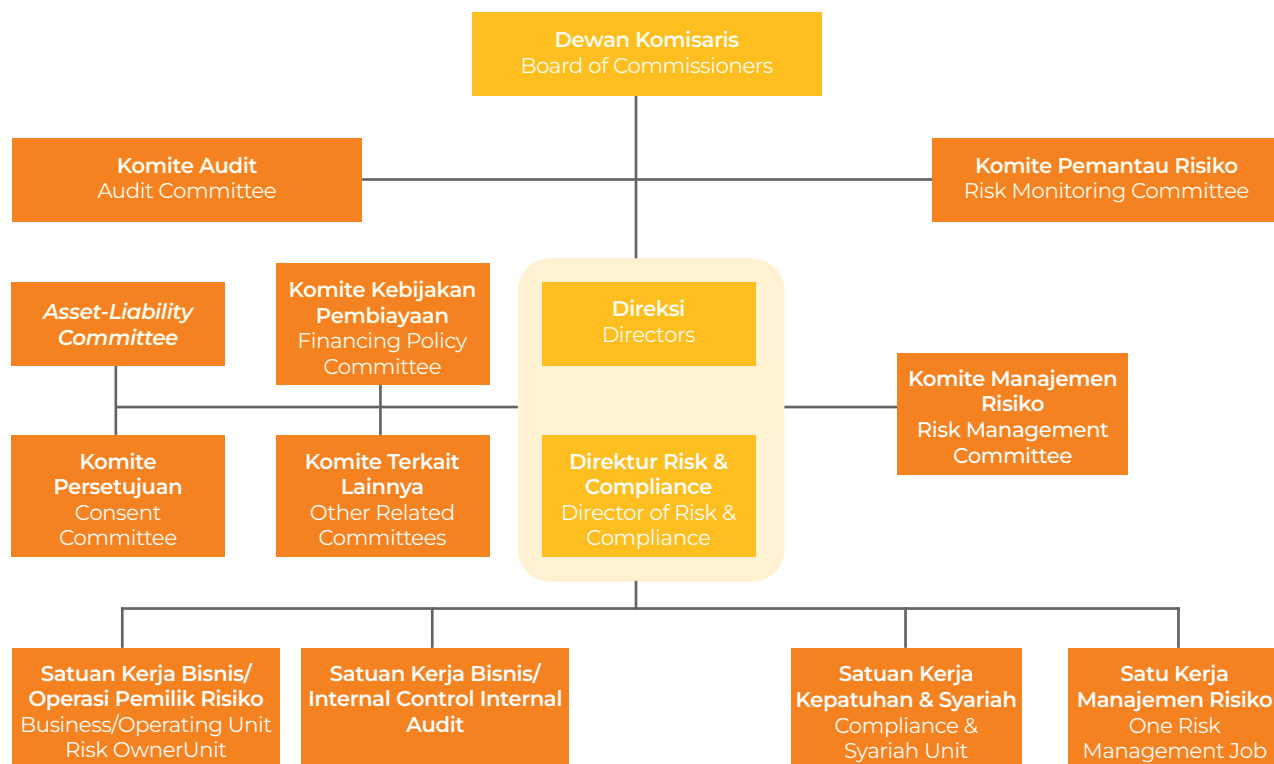 Dewan Komisaris
Board of Commissioners
Komite Audit
Audit Committee
Komite Pemantau Risiko
Risk Monitoring Committee
Asset-Liability
Committee
Komite Kebijakan
Pembiayaan
Financing Policy
Committee
Direksi
Directors
Komite Manajemen
Risiko
Risk Management
Committee
Komite
Persetujuan
Consent
Committee
Komite Terkait
Lainnya
Other Related
Committees
Direktur Risk &
Compliance
Director of Risk &
Compliance
Satuan Kerja Bisnis/
Operasi Pemilik Risiko
Business/Operating Unit
Risk OwnerUnit
Satuan Kerja Bisnis/
Internal Control Internal
Audit
Satuan Kerja
Kepatuhan & Syariah
Compliance &
Syariah Unit
Satu Kerja
Manajemen Risiko
One Risk
Management Job